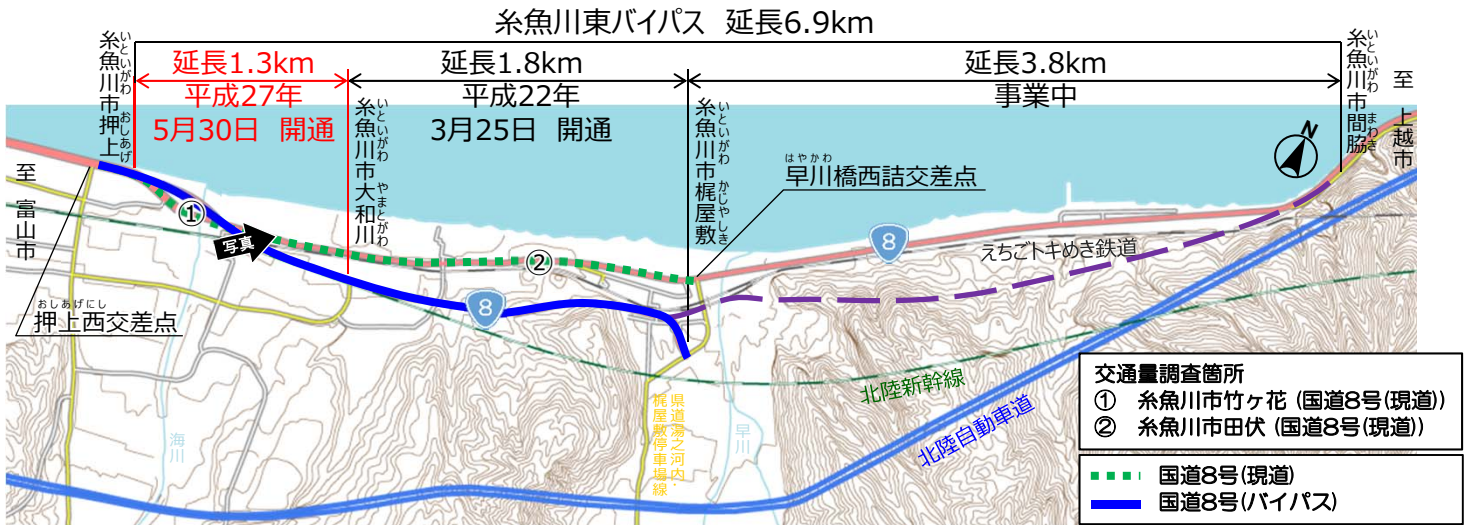 糸魚川東バイパス 延長6.9km
延長1.3km
平成27年
5月30日 開通
延長1.8km
平成22年
3月25日 開通
延長3.8km
事業中
糸魚川市押上
いといがわ おしあげ
糸魚川市大和川
いといがわ やまとがわ
糸魚川市梶屋敷
いといがわ かじやしき
糸魚川市間脇
いといがわ まわき
至 上越市
至 富山市
N
はやかわ
早川橋西詰交差点
①
写真
②
8
えちごトキめき鉄道
おしあげにし
押上西交差点
8
海川
県道湯之河内・
梶屋敷停車場線
早川
北陸新幹線
北陸自動車道
交通量調査箇所
① 糸魚川市竹ヶ花 (国道8号(現道))
② 糸魚川市田伏 (国道8号(現道))
国道8号(現道)
国道8号(バイパス)